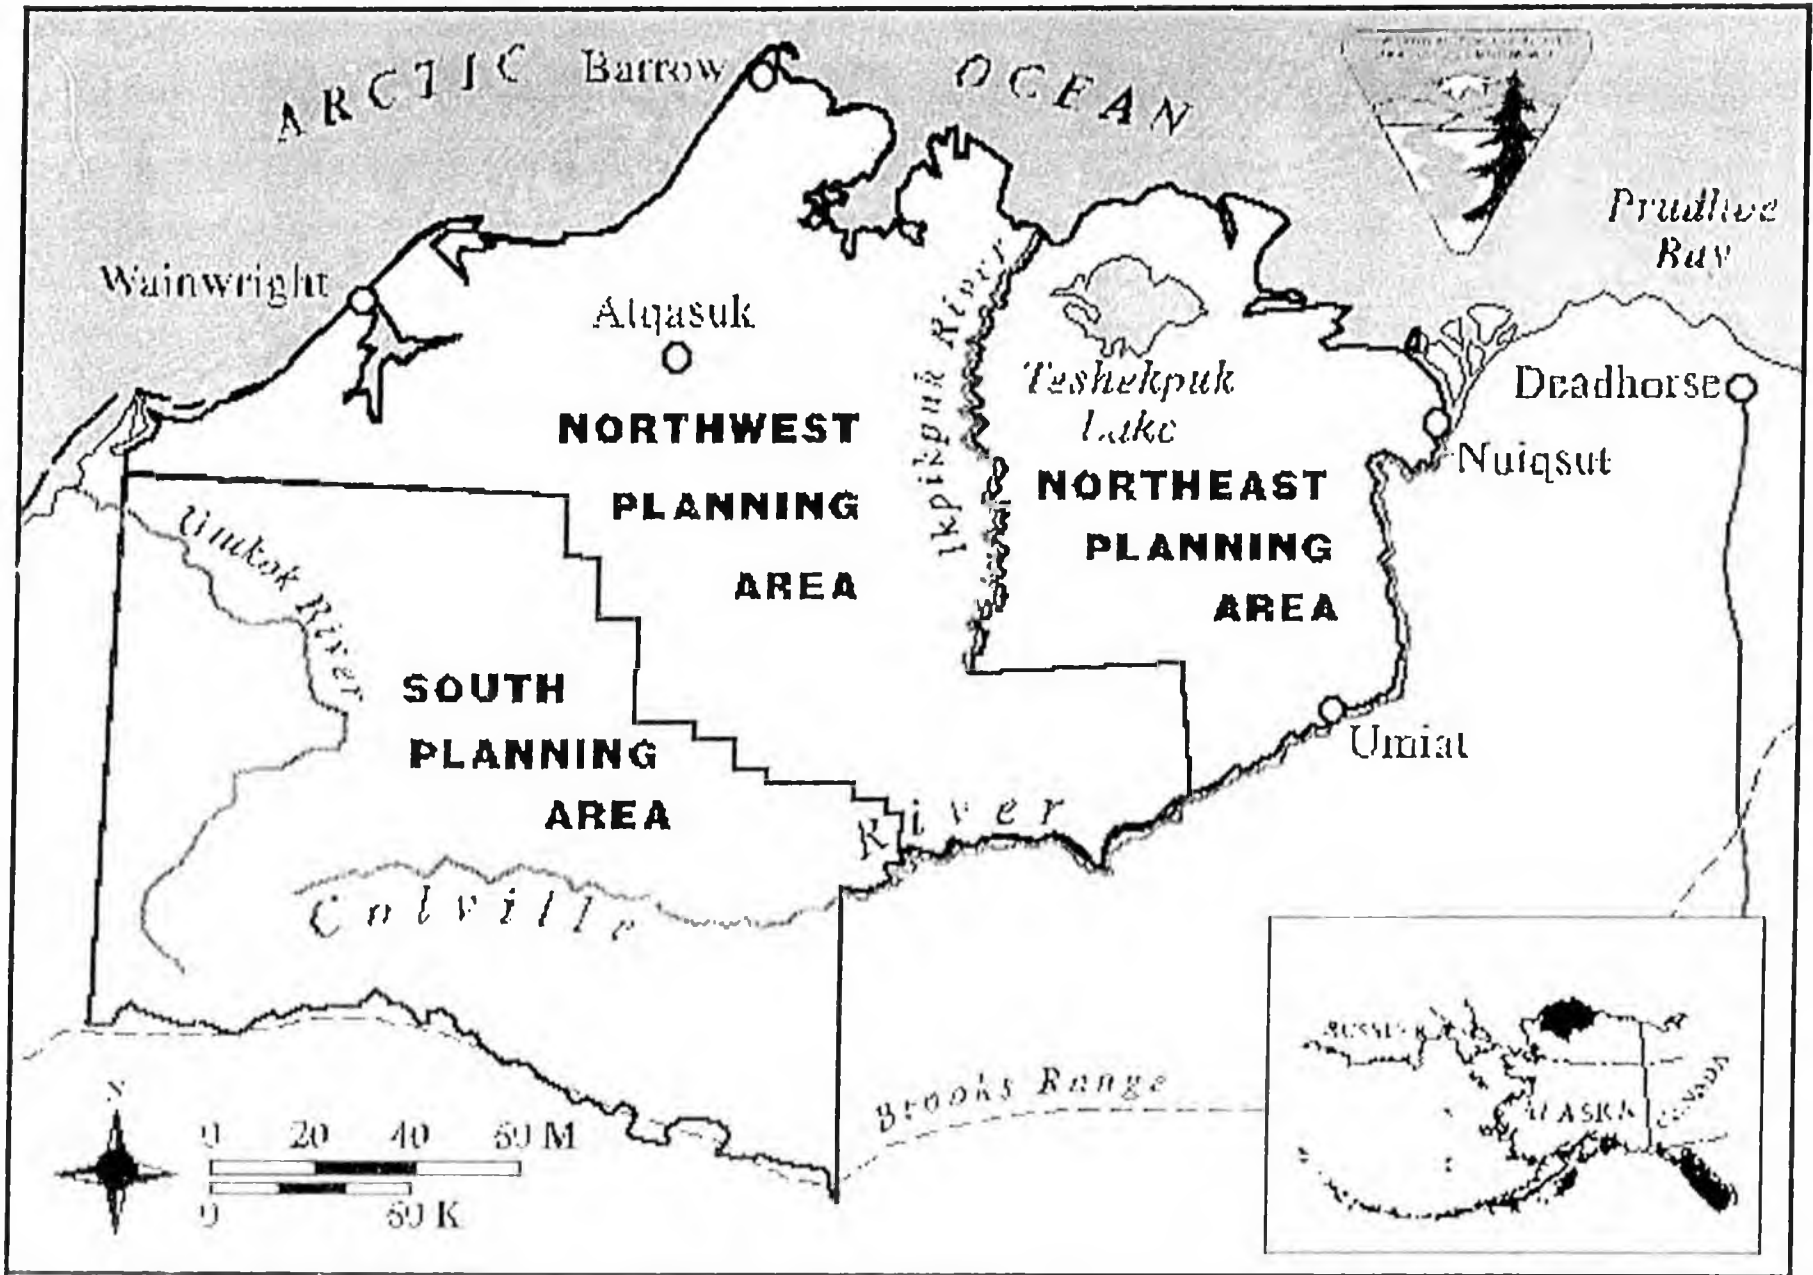 ARCTIC OCEAN
Barrow
Prudhoe
Bay
Wainwright
Atqasuk
Ikpikpuk River
Teshekpuk
Lake
Deadhorse
Nuiqsut
NORTHWEST
PLANNING
AREA
NORTHEAST
PLANNING
AREA
Utukok River
SOUTH
PLANNING
AREA
Umiat
Colville River
Brooks Range
N
0 20 40 60 M
0 60 K
ALASKA
CANADA